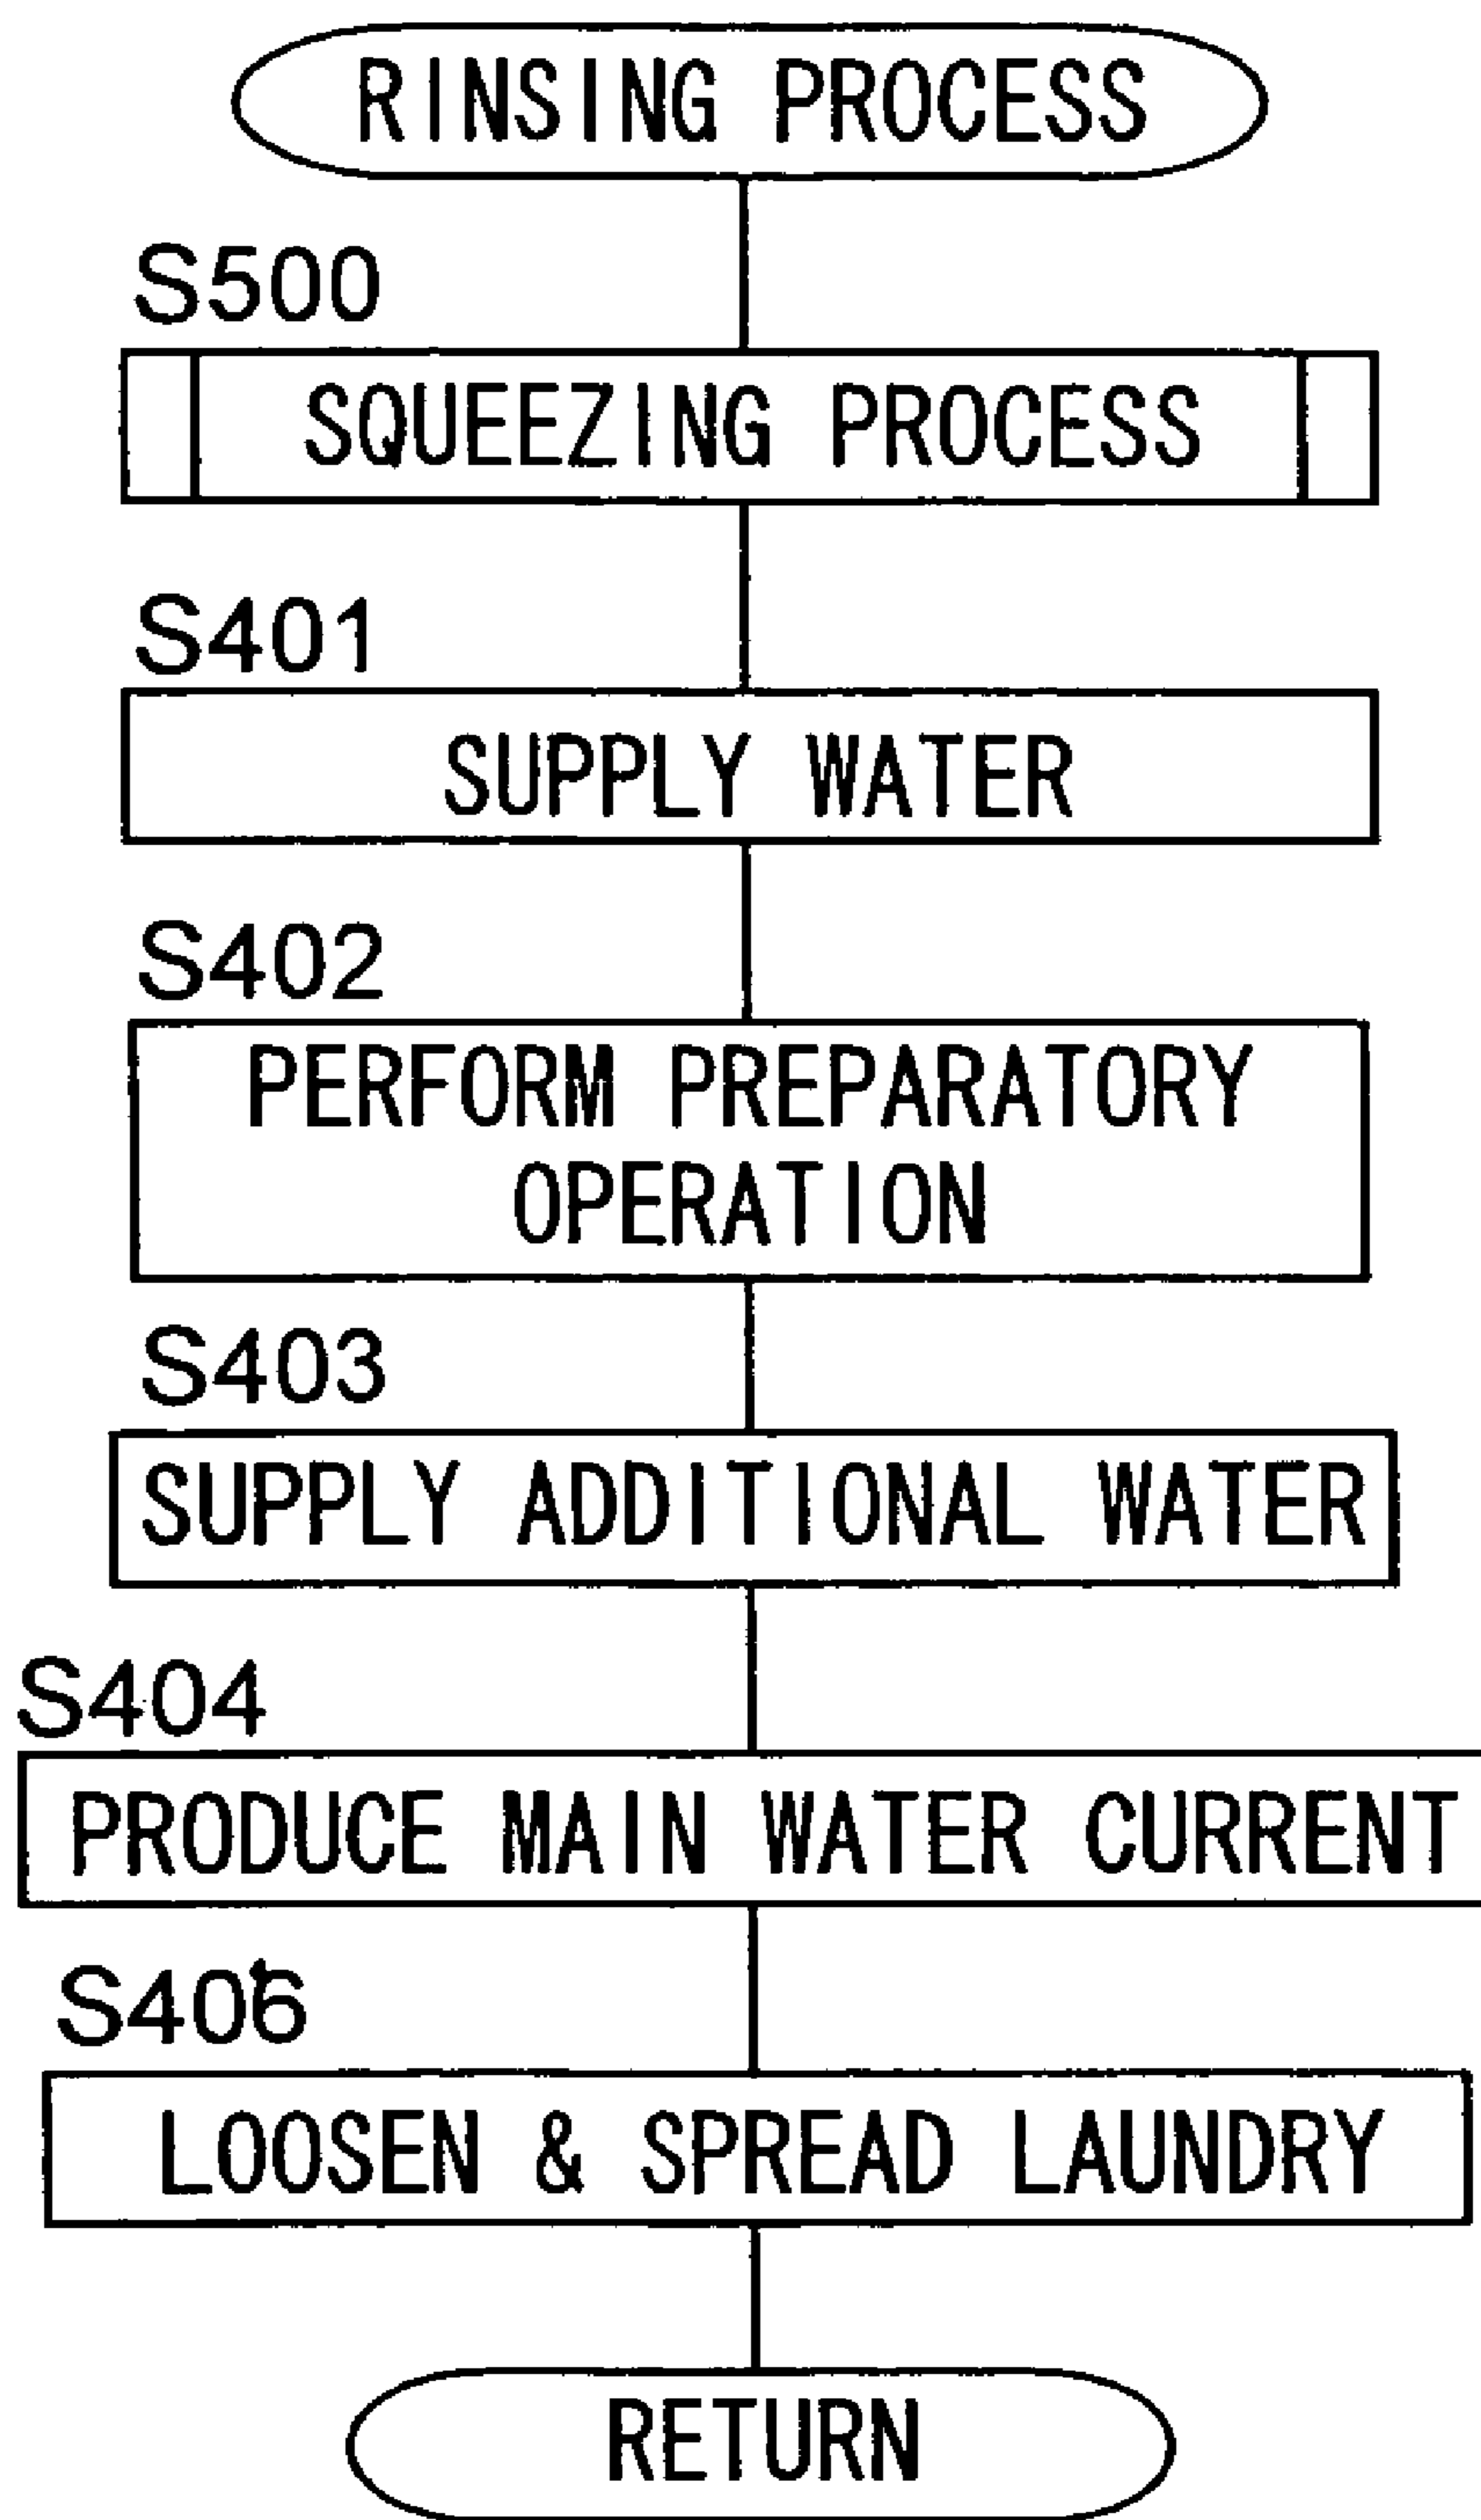 RINSING PROCESS
S500
SQUEEZING PROCESS
S401
SUPPLY WATER
S402
PERFORM PREPARATORY
OPERATION
S403
SUPPLY ADDITIONAL WATER
S404
PRODUCE MAIN WATER CURRENT
S406
LOOSEN & SPREAD LAUNDRY
RETURN